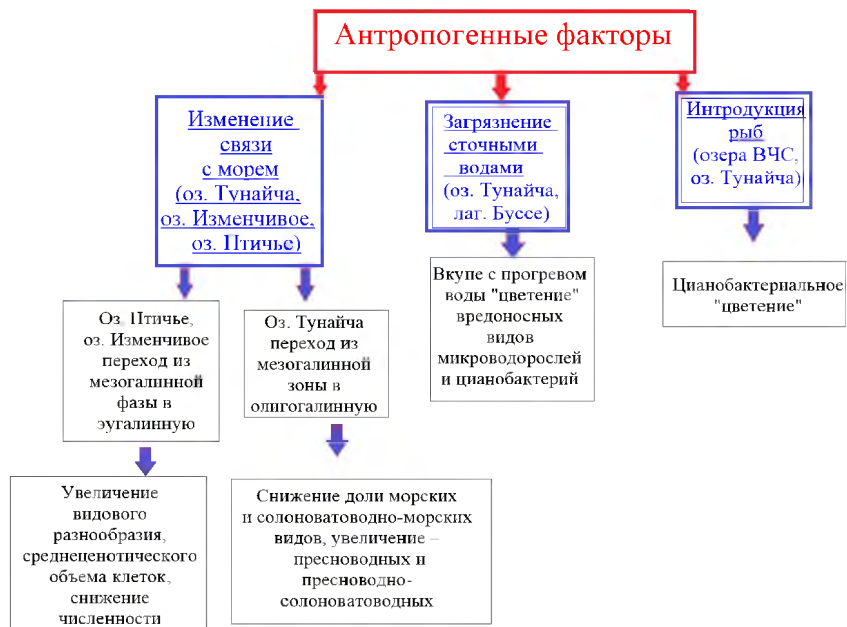 Антропогенные факторы
Изменение
связи
с морем
(оз. Тунайча,
оз. Изменчивое,
оз. Птичье)
Загрязнение
сточными
водами
(оз. Тунайча,
лаг. Буссе)
Интродукция
рыб
(озера ВЧС,
оз. Тунайча)
Оз. Птичье,
оз. Изменчивое
переход из
мезогалинной
фазы в
эугалинную
Оз. Тунайча
переход из
мезогалинной
зоны в
олигогалинную
Вкупе с прогревом
воды "цветение"
вредоносных
видов
микроводорослей
и цианобактерий
Цианобактериальное
"цветение"
Увеличение
видового
разнообразия,
среднеценотического
объема клеток,
снижение
численности
Снижение доли морских
и солоноватоводно-морских
видов, увеличение –
пресноводных и
пресноводно-
солоноватоводных